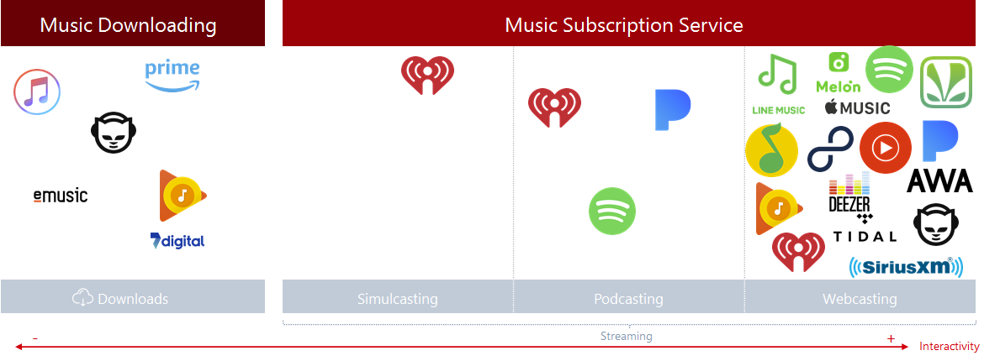 Music Downloading
Music Subscription Service
prime
emusic
7digital
LINE MUSIC
Melon
MUSIC
AWA
DEEZER
TIDAL
SiriusXM®
Downloads
Simulcasting
Podcasting
Webcasting
Streaming
- +
Interactivity